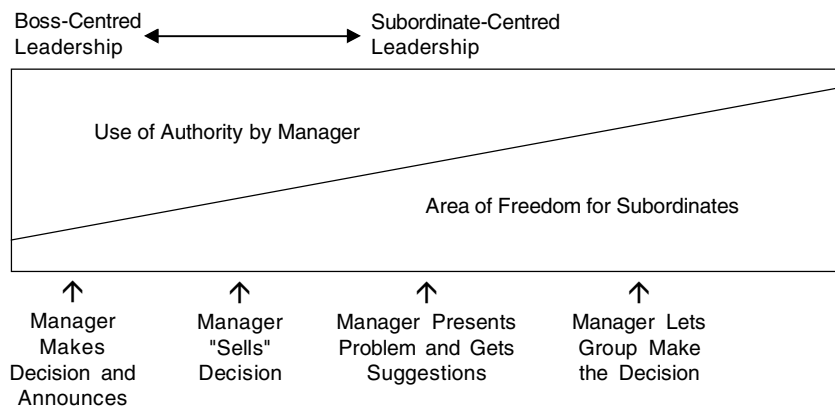 Boss-Centred
Leadership
Subordinate-Centred
Leadership
Use of Authority by Manager
Area of Freedom for Subordinates
Manager
Makes
Decision and
Announces
Manager
"Sells"
Decision
Manager Presents
Problem and Gets
Suggestions
Manager Lets
Group Make
the Decision